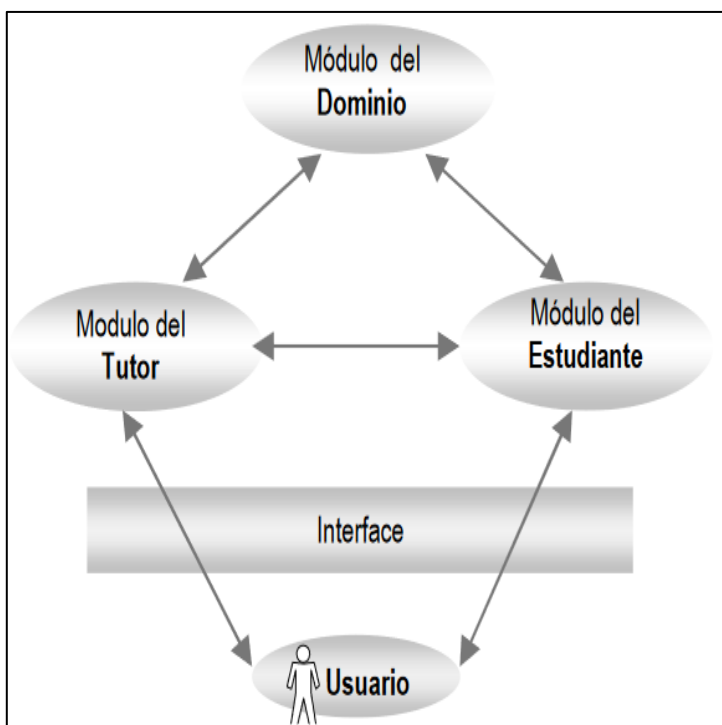 Módulo del
Dominio
Modulo del
Tutor
Módulo del
Estudiante
Interface
Usuario